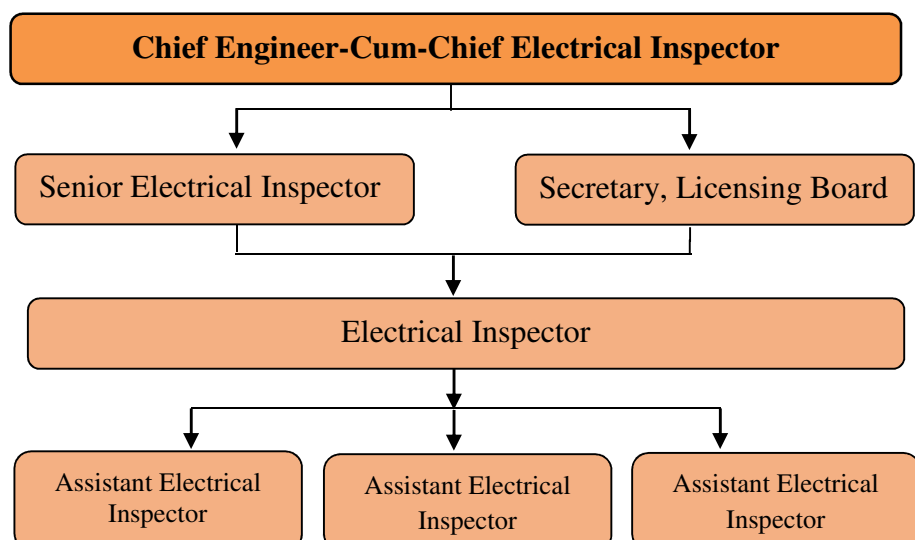 Chief Engineer-Cum-Chief Electrical Inspector
Senior Electrical Inspector
Secretary, Licensing Board
Electrical Inspector
Assistant Electrical
Inspector
Assistant Electrical
Inspector
Assistant Electrical
Inspector